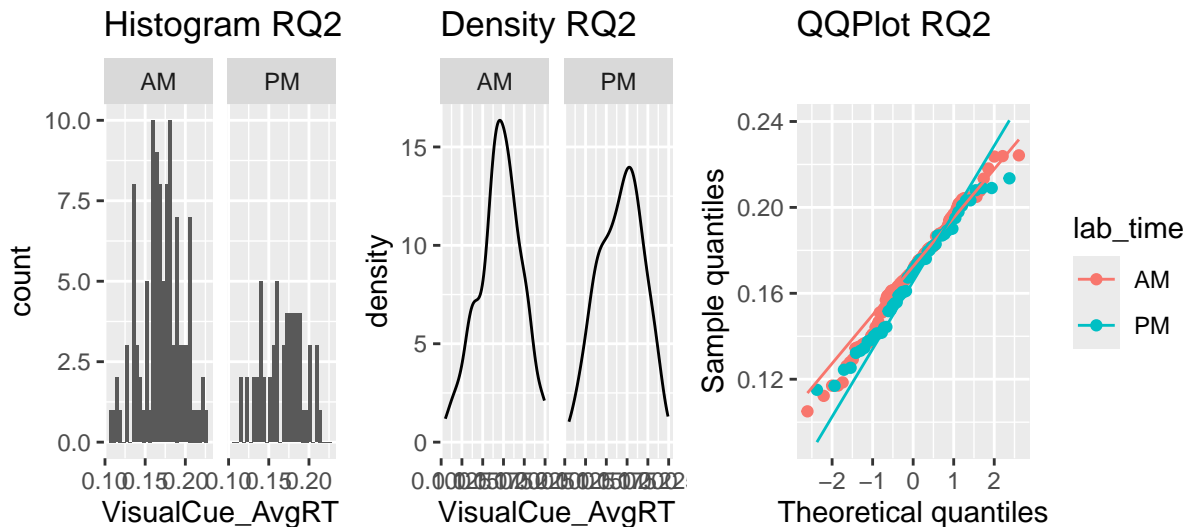 Histogram RQ2
AM
PM
10.0
7.5
5.0
2.5
0.0
count
0.10 0.15 0.20
0.10 0.15 0.20
VisualCue_AvgRT
Density RQ2
AM
PM
15
10
5
0
density
VisualCue_AvgRT
QQPlot RQ2
0.24
0.20
0.16
0.12
Sample quantiles
−2 −1 0 1 2
Theoretical quantiles
lab_time
AM
PM